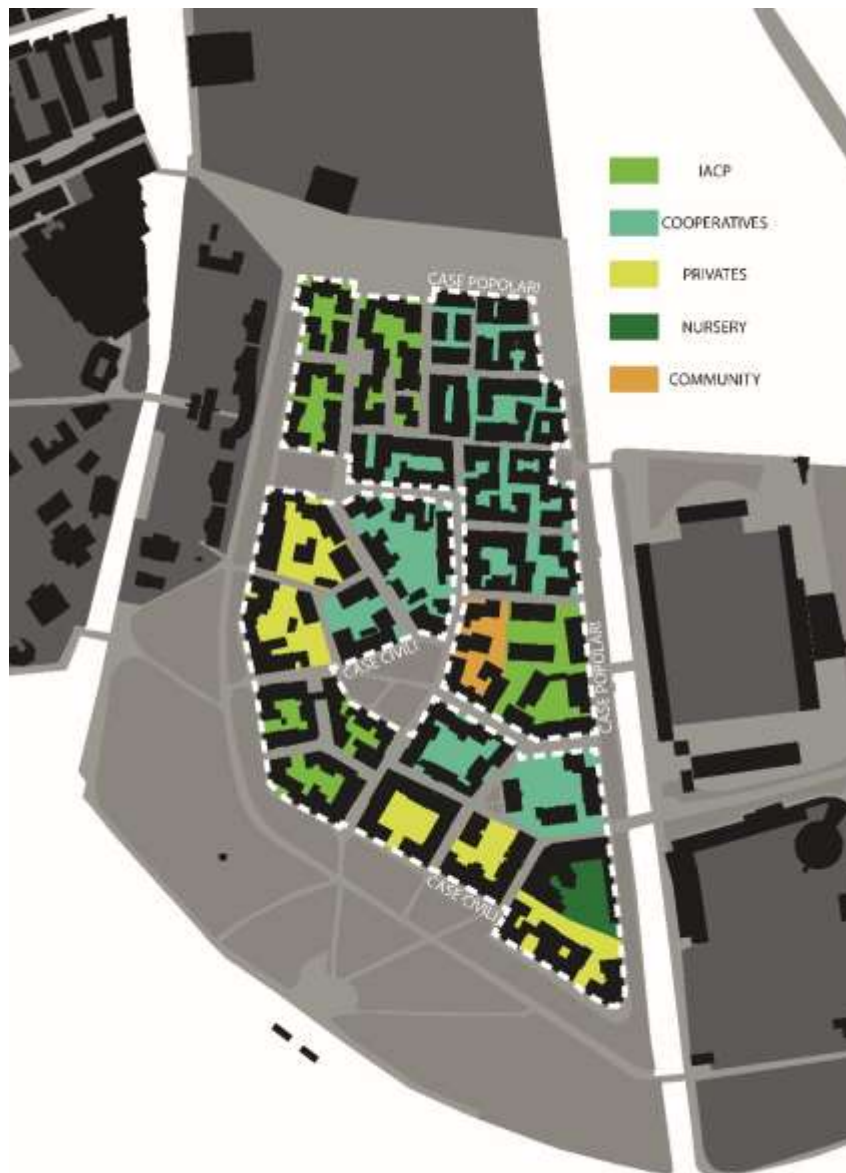 IACP
COOPERATIVES
PRIVATES
NURSERY
COMMUNITY
CASE POPOLARI
CASE CIVILI
CASE POPOLARI
CASE CIVILI